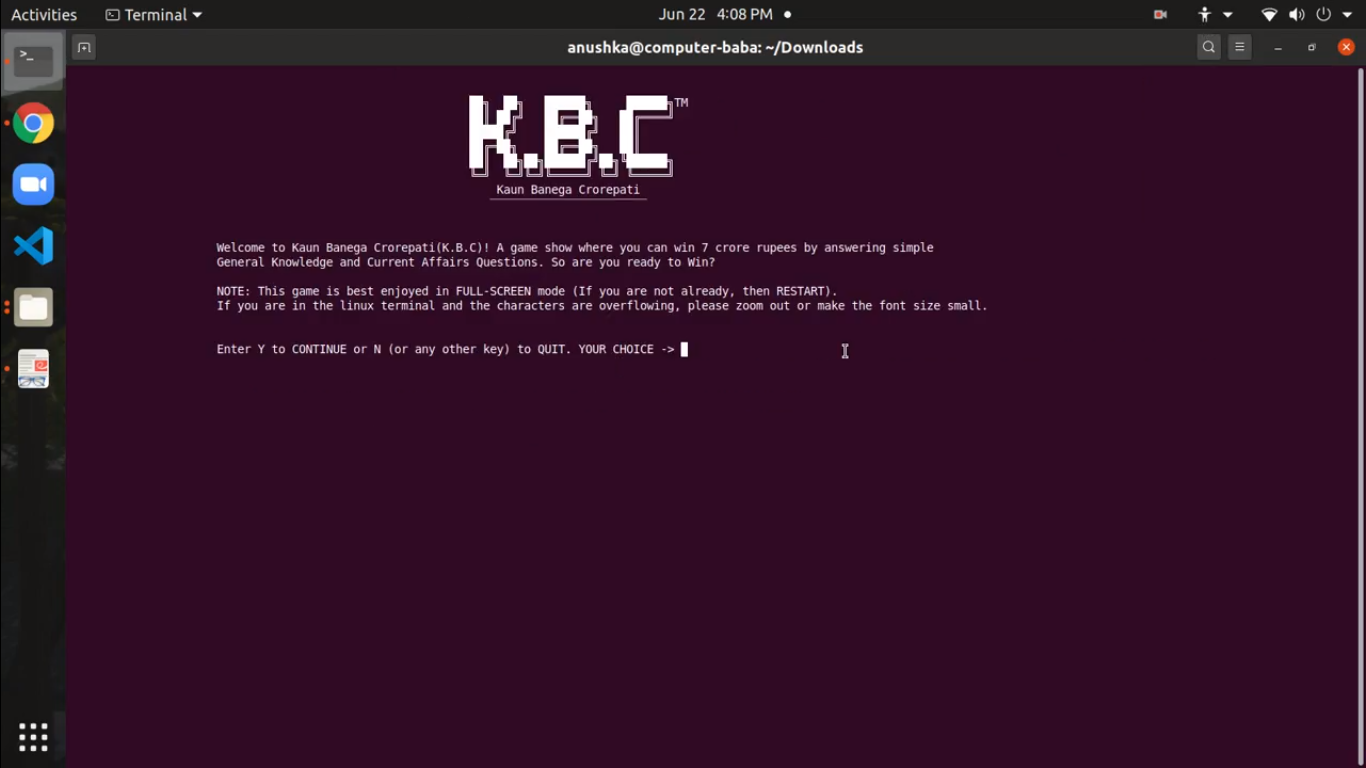 Activities Terminal Jun 22 4:08 PM
anushka@computer-baba: ~/Downloads
K.B.C TM
Kaun Banega Crorepati
Welcome to Kaun Banega Crorepati(K.B.C)! A game show where you can win 7 crore rupees by answering simple
General Knowledge and Current Affairs Questions. So are you ready to Win?
NOTE: This game is best enjoyed in FULL-SCREEN mode (If you are not already, then RESTART).
If you are in the linux terminal and the characters are overflowing, please zoom out or make the font size small.
Enter Y to CONTINUE or N (or any other key) to QUIT. YOUR CHOICE ->